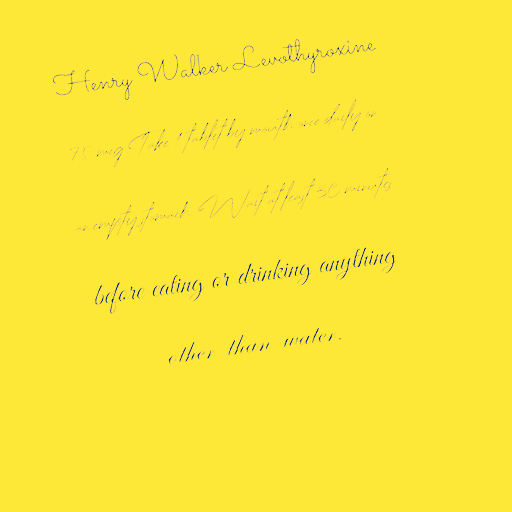 Henry Walker Levothyroxine
75 mcg Take 1 tablet by mouth once daily on
an empty stomach. Wait at least 30 minutes
before eating or drinking anything
other than water.